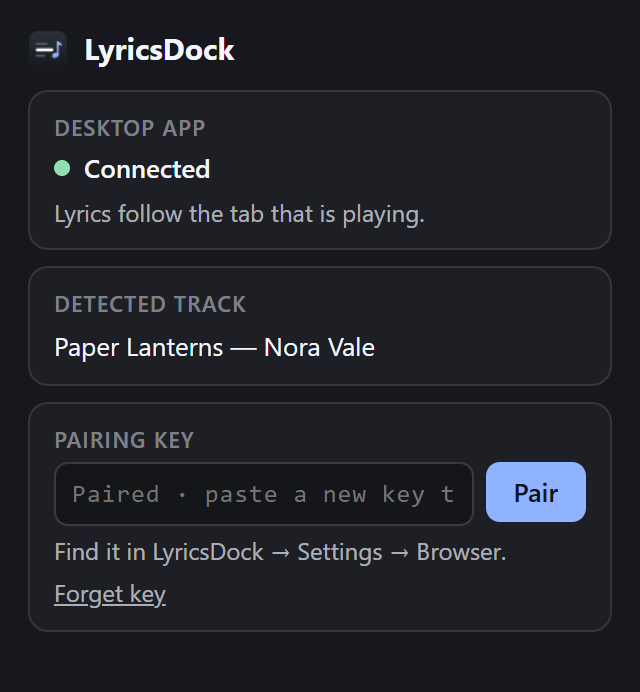 LyricsDock
DESKTOP APP
Connected
Lyrics follow the tab that is playing.
DETECTED TRACK
Paper Lanterns — Nora Vale
PAIRING KEY
Paired · paste a new key t
Pair
Find it in LyricsDock → Settings → Browser.
Forget key